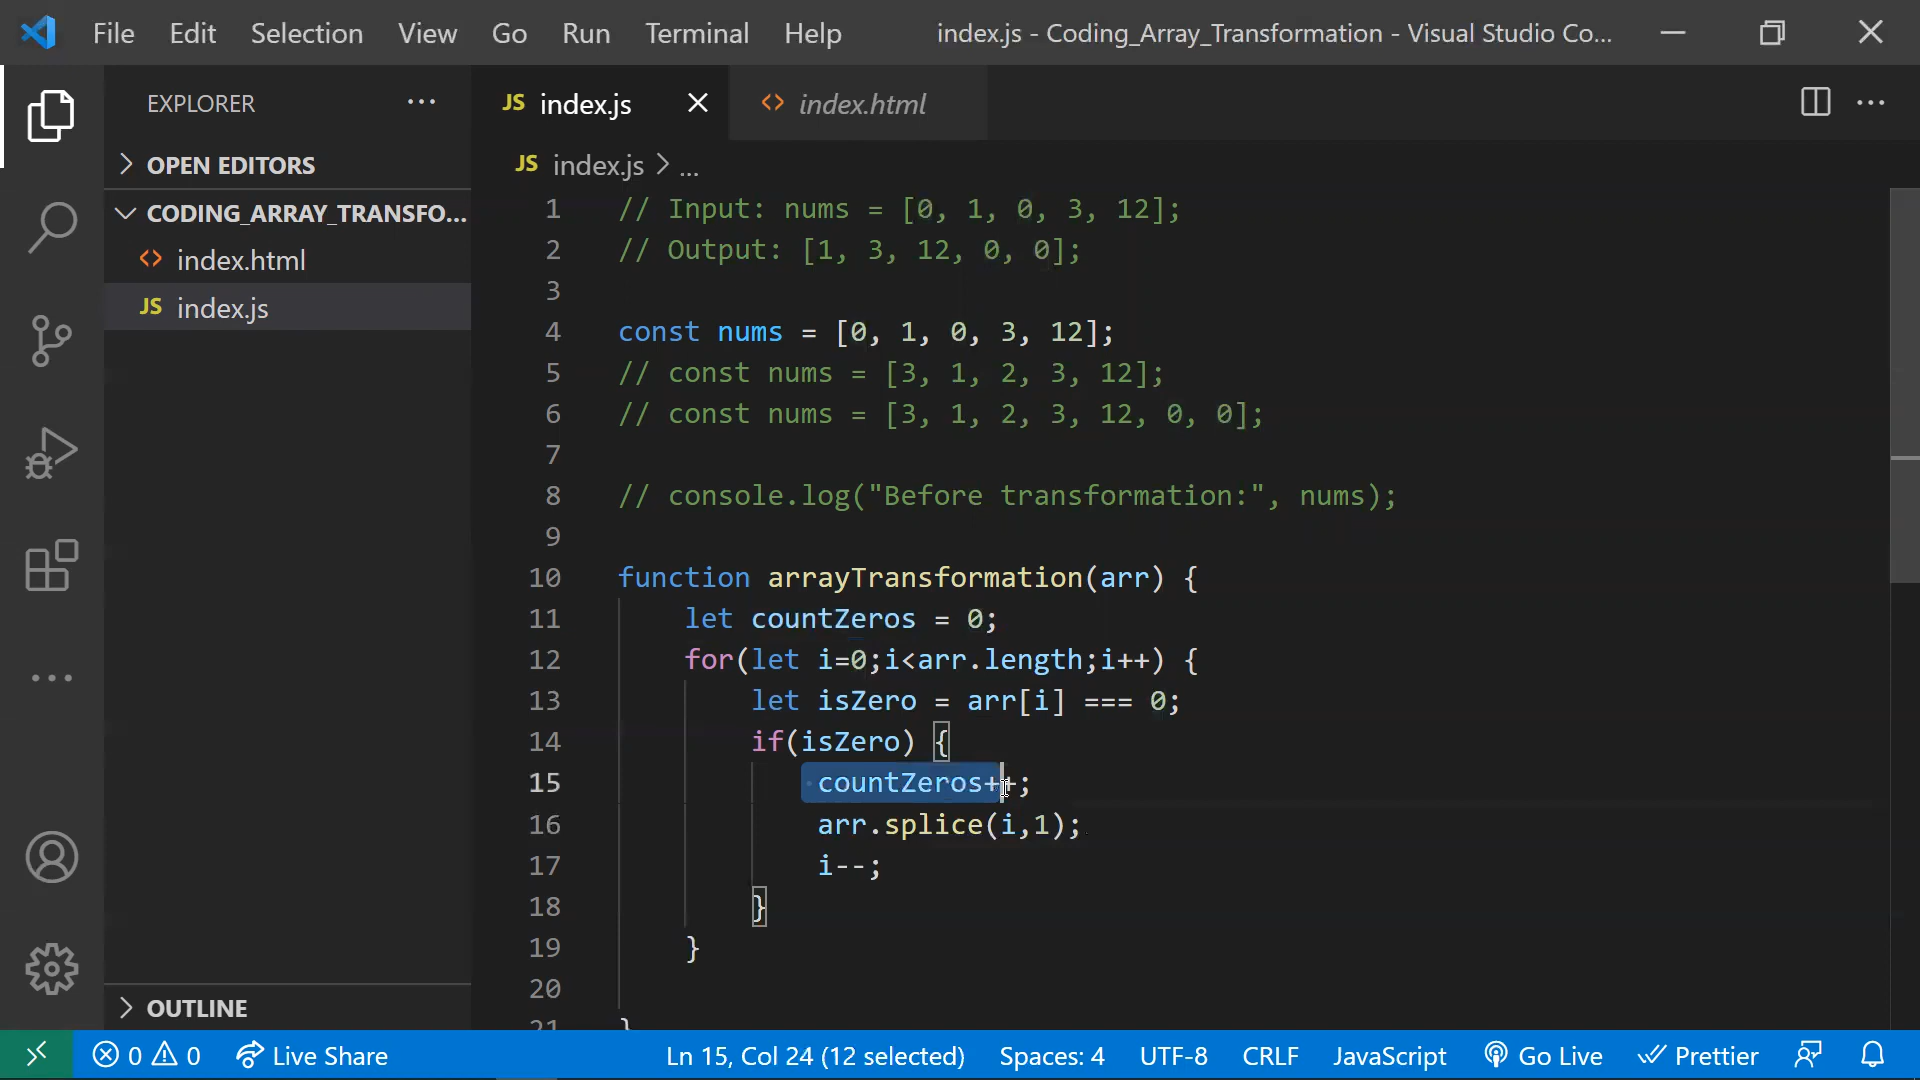 File Edit Selection View Go Run Terminal Help index.js - Coding_Array_Transformation - Visual Studio Co...
EXPLORER
OPEN EDITORS
CODING_ARRAY_TRANSFO...
index.html
JS index.js
OUTLINE
JS index.js
index.html
JS index.js > ...
1 // Input: nums = [0, 1, 0, 3, 12];
2 // Output: [1, 3, 12, 0, 0];
3
4 const nums = [0, 1, 0, 3, 12];
5 // const nums = [3, 1, 2, 3, 12];
6 // const nums = [3, 1, 2, 3, 12, 0, 0];
7
8 // console.log("Before transformation:", nums);
9
10 function arrayTransformation(arr) {
11 let countZeros = 0;
12 for(let i=0;i<arr.length;i++) {
13 let isZero = arr[i] === 0;
14 if(isZero) {
15 countZeros++;
16 arr.splice(i,1);
17 i--;
18 }
19 }
20
21 }
0 0 Live Share Ln 15, Col 24 (12 selected) Spaces: 4 UTF-8 CRLF JavaScript Go Live Prettier